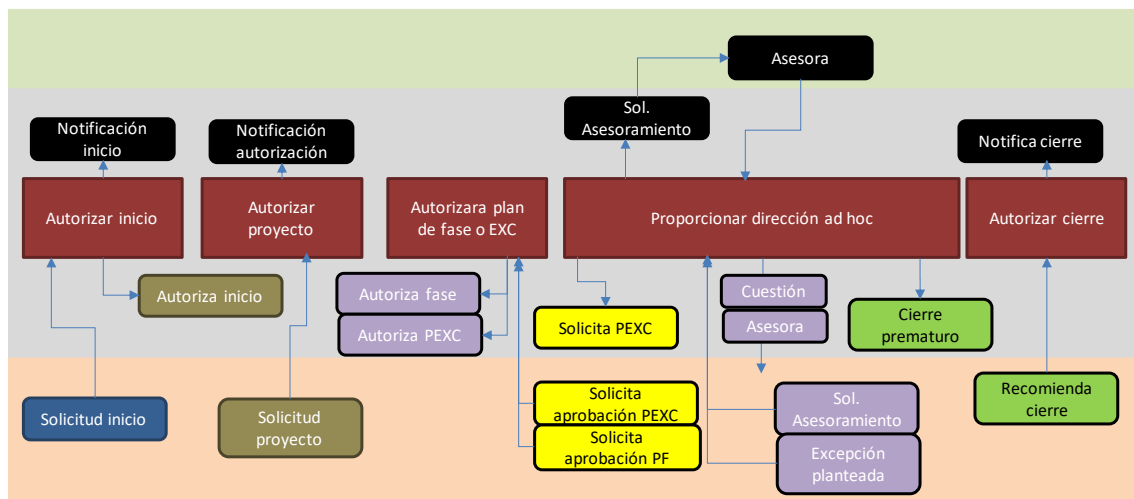 Asesora
Sol.
Asesoramiento
Notificación
inicio
Notificación
autorización
Notifica cierre
Autorizar inicio
Autorizar
proyecto
Autorizara plan
de fase o EXC
Proporcionar dirección ad hoc
Autorizar cierre
Autoriza inicio
Autoriza fase
Autoriza PEXC
Solicita PEXC
Cuestión
Asesora
Cierre
prematuro
Solicitud inicio
Solicitud
proyecto
Solicita
aprobación PEXC
Solicita
aprobación PF
Sol.
Asesoramiento
Excepción
planteada
Recomienda
cierre